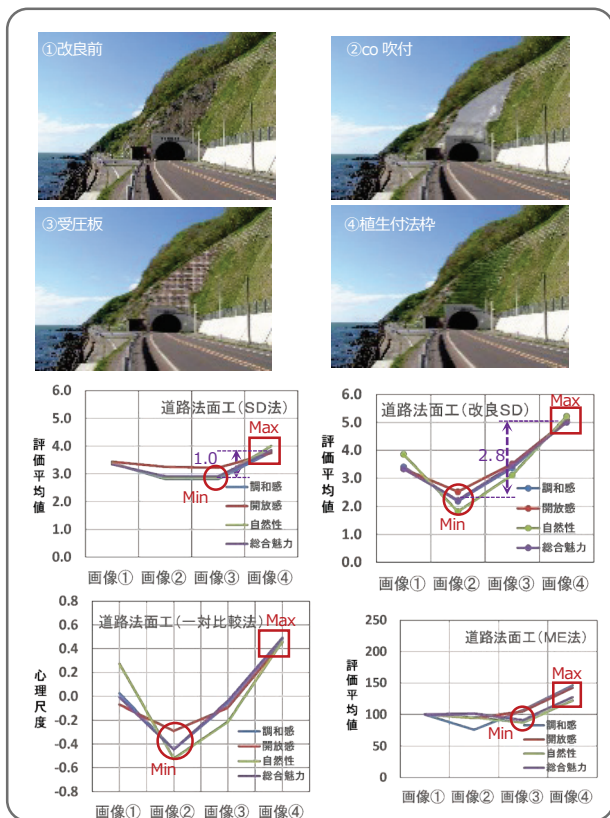 ①改良前
②co 吹付
③受圧板
④植生付法枠
道路法面工(SD法)
Max
1.0
Min
評価平均値
6.0
5.0
4.0
3.0
2.0
1.0
0.0
調和感
開放感
自然性
総合魅力
画像① 画像② 画像③ 画像④
道路法面工(改良SD)
Max
2.8
Min
評価平均値
6.0
5.0
4.0
3.0
2.0
1.0
0.0
調和感
開放感
自然性
総合魅力
画像① 画像② 画像③ 画像④
道路法面工(一対比較法)
Max
Min
心理尺度
0.8
0.6
0.4
0.2
0.0
-0.2
-0.4
-0.6
-0.8
調和感
開放感
自然性
総合魅力
画像① 画像② 画像③ 画像④
道路法面工(ME法)
Max
Min
評価平均値
250
200
150
100
50
0
調和感
開放感
自然性
総合魅力
画像① 画像② 画像③ 画像④